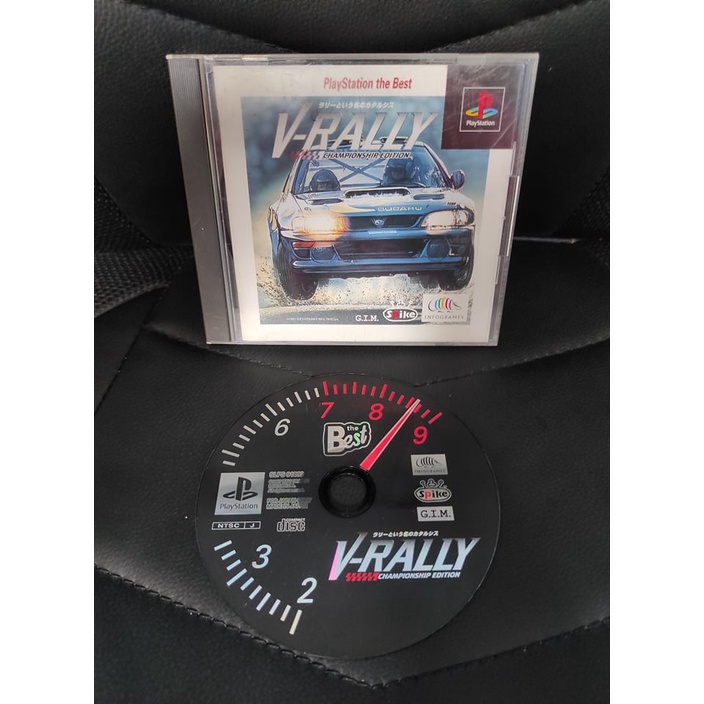 PlayStation the Best
PlayStation
ラリーという名のカタルシス
V-RALLY
CHAMPIONSHIP EDITION
SUBARU
G.I.M.
Spike
INFOGRAMES
6
7
8
9
the
Best
PlayStation
NTSC J
disc
INFOGRAMES
Spike
G.I.M.
ラリーという名のカタルシス
V-RALLY
CHAMPIONSHIP EDITION
3
2